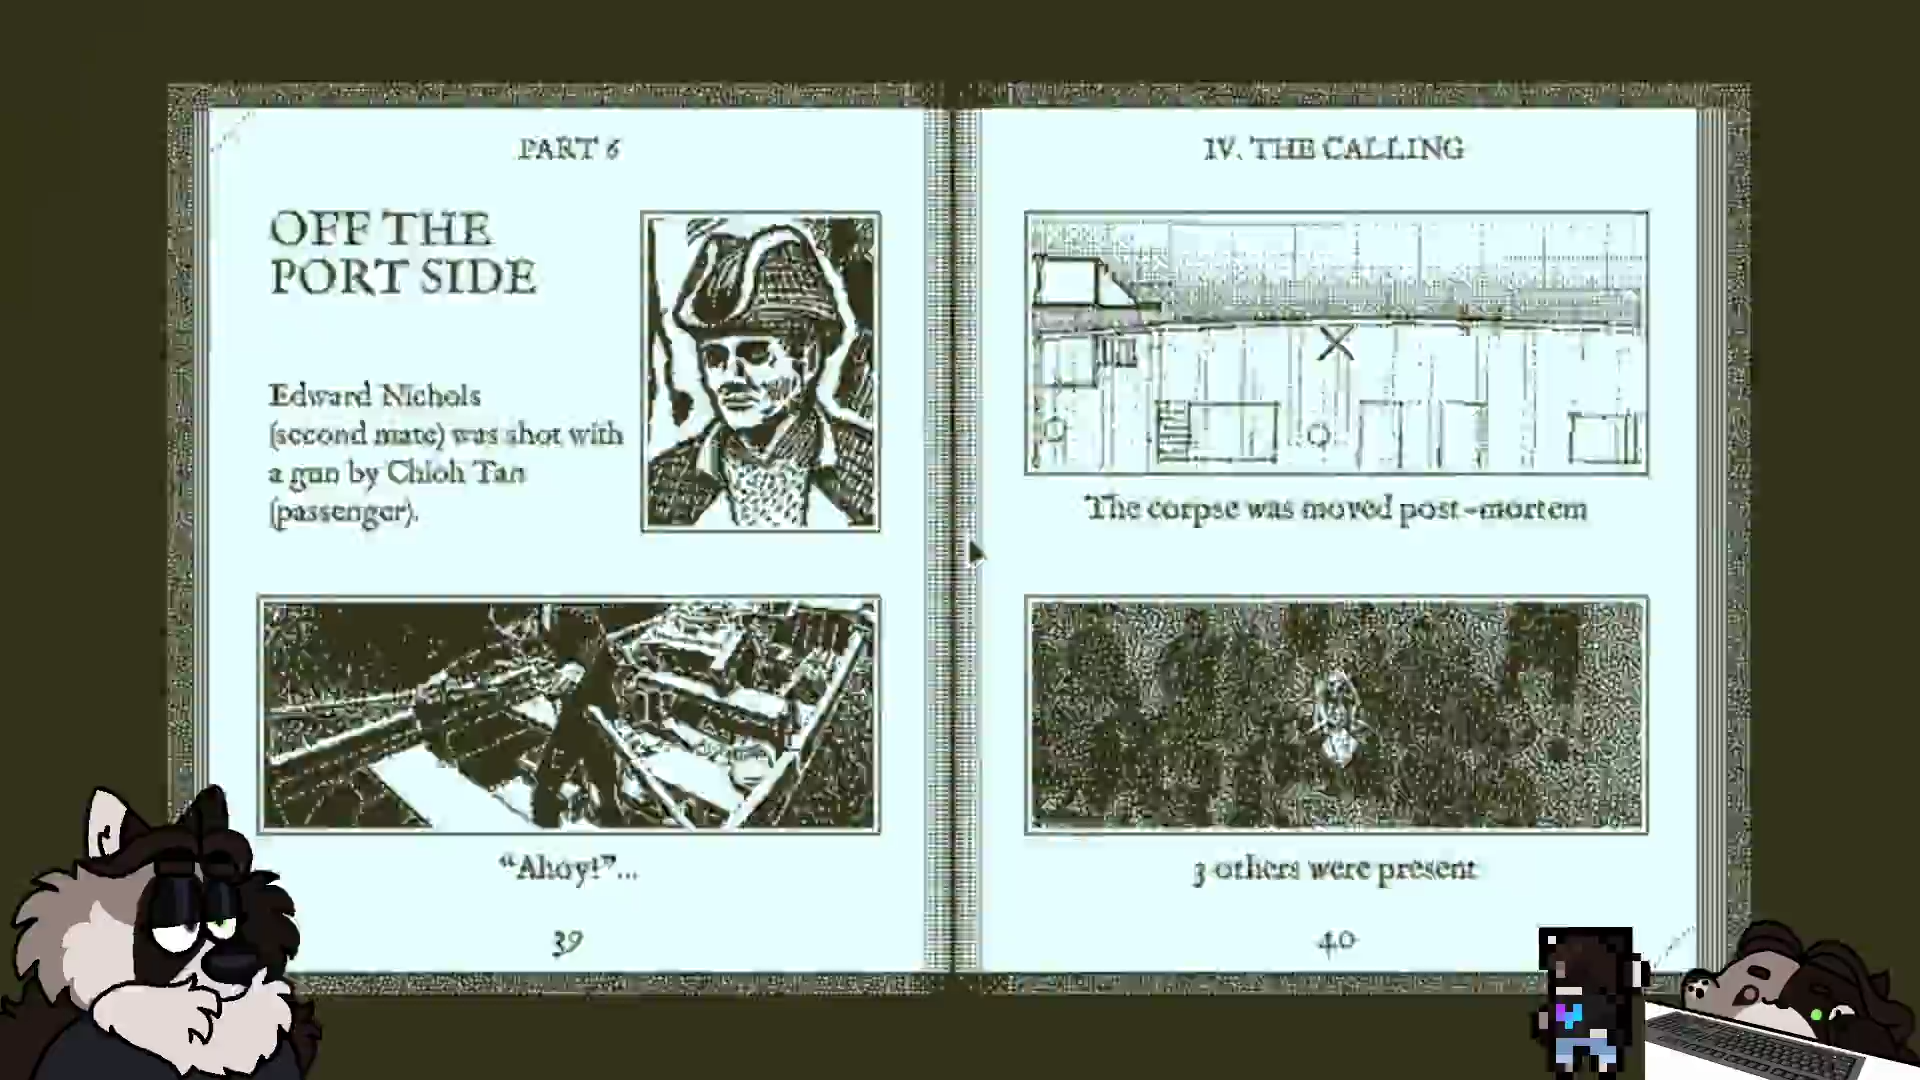 PART 6
OFF THE
PORT SIDE
Edward Nichols
(second mate) was shot with
a gun by Chioh Tan
(passenger).
"Ahoy!"...
39
IV. THE CALLING
The corpse was moved post-mortem
3 others were present
40